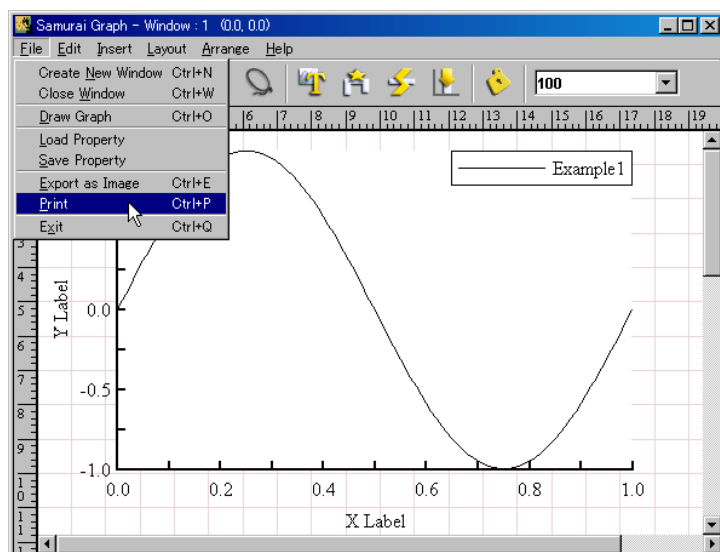 Samurai Graph - Window : 1 (0.0, 0.0)
File Edit Insert Layout Arrange Help
Create New Window Ctrl+N
Close Window Ctrl+W
Draw Graph Ctrl+O
Load Property
Save Property
Export as Image Ctrl+E
Print Ctrl+P
Exit Ctrl+Q
100
6 7 8 9 10 11 12 13 14 15 16 17 18 19
3
4
5
6
7
8
9
10
11
Example1
Y Label
0.0
-0.5
-1.0
0.0 0.2 0.4 0.6 0.8 1.0
X Label